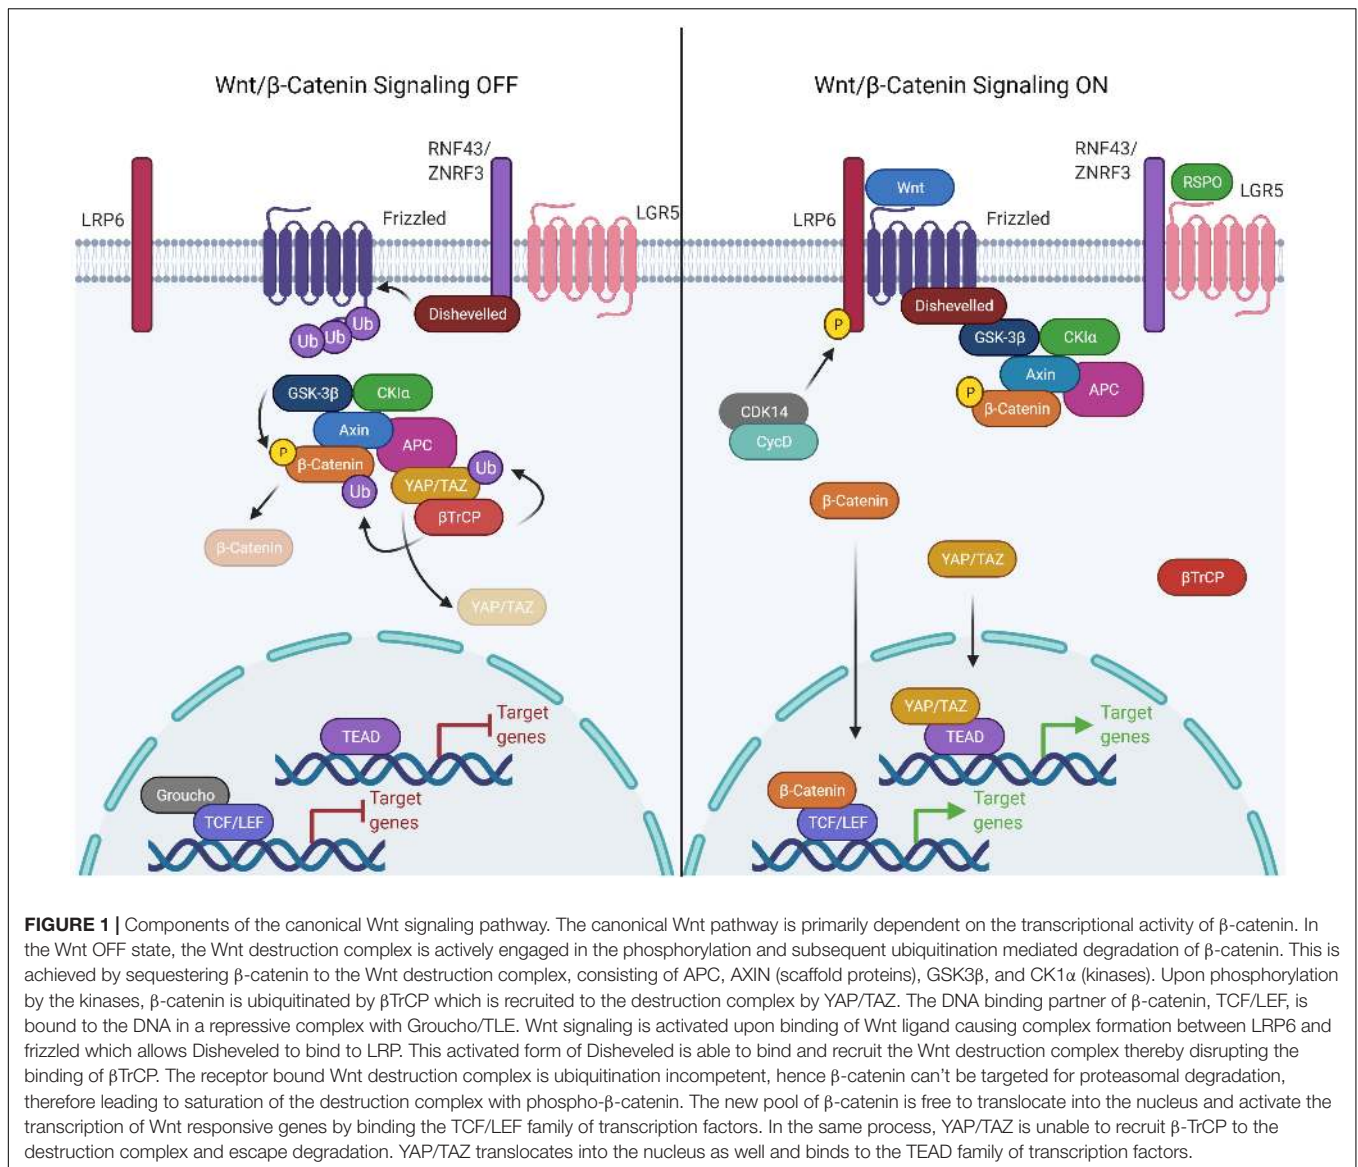 Wnt/β-Catenin Signaling OFF
LRP6
Frizzled
RNF43/
ZNRF3
LGR5
Dishevelled
Ub
Ub
Ub
GSK-3β
CKIα
Axin
APC
P
β-Catenin
Ub
YAP/TAZ
Ub
βTrCP
β-Catenin
YAP/TAZ
TEAD
Target
genes
Groucho
TCF/LEF
Target
genes
Wnt/β-Catenin Signaling ON
LRP6
Wnt
Frizzled
RNF43/
ZNRF3
RSPO
LGR5
Dishevelled
P
GSK-3β
CKIα
Axin
APC
P
β-Catenin
CDK14
CycD
β-Catenin
YAP/TAZ
βTrCP
YAP/TAZ
TEAD
Target
genes
β-Catenin
TCF/LEF
Target
genes
FIGURE 1 | Components of the canonical Wnt signaling pathway. The canonical Wnt pathway is primarily dependent on the transcriptional activity of β-catenin. In
the Wnt OFF state, the Wnt destruction complex is actively engaged in the phosphorylation and subsequent ubiquitination mediated degradation of β-catenin. This is
achieved by sequestering β-catenin to the Wnt destruction complex, consisting of APC, AXIN (scaffold proteins), GSK3β, and CK1α (kinases). Upon phosphorylation
by the kinases, β-catenin is ubiquitinated by βTrCP which is recruited to the destruction complex by YAP/TAZ. The DNA binding partner of β-catenin, TCF/LEF, is
bound to the DNA in a repressive complex with Groucho/TLE. Wnt signaling is activated upon binding of Wnt ligand causing complex formation between LRP6 and
frizzled which allows Disheveled to bind to LRP. This activated form of Disheveled is able to bind and recruit the Wnt destruction complex thereby disrupting the
binding of βTrCP. The receptor bound Wnt destruction complex is ubiquitination incompetent, hence β-catenin can't be targeted for proteasomal degradation,
therefore leading to saturation of the destruction complex with phospho-β-catenin. The new pool of β-catenin is free to translocate into the nucleus and activate the
transcription of Wnt responsive genes by binding the TCF/LEF family of transcription factors. In the same process, YAP/TAZ is unable to recruit β-TrCP to the
destruction complex and escape degradation. YAP/TAZ translocates into the nucleus as well and binds to the TEAD family of transcription factors.